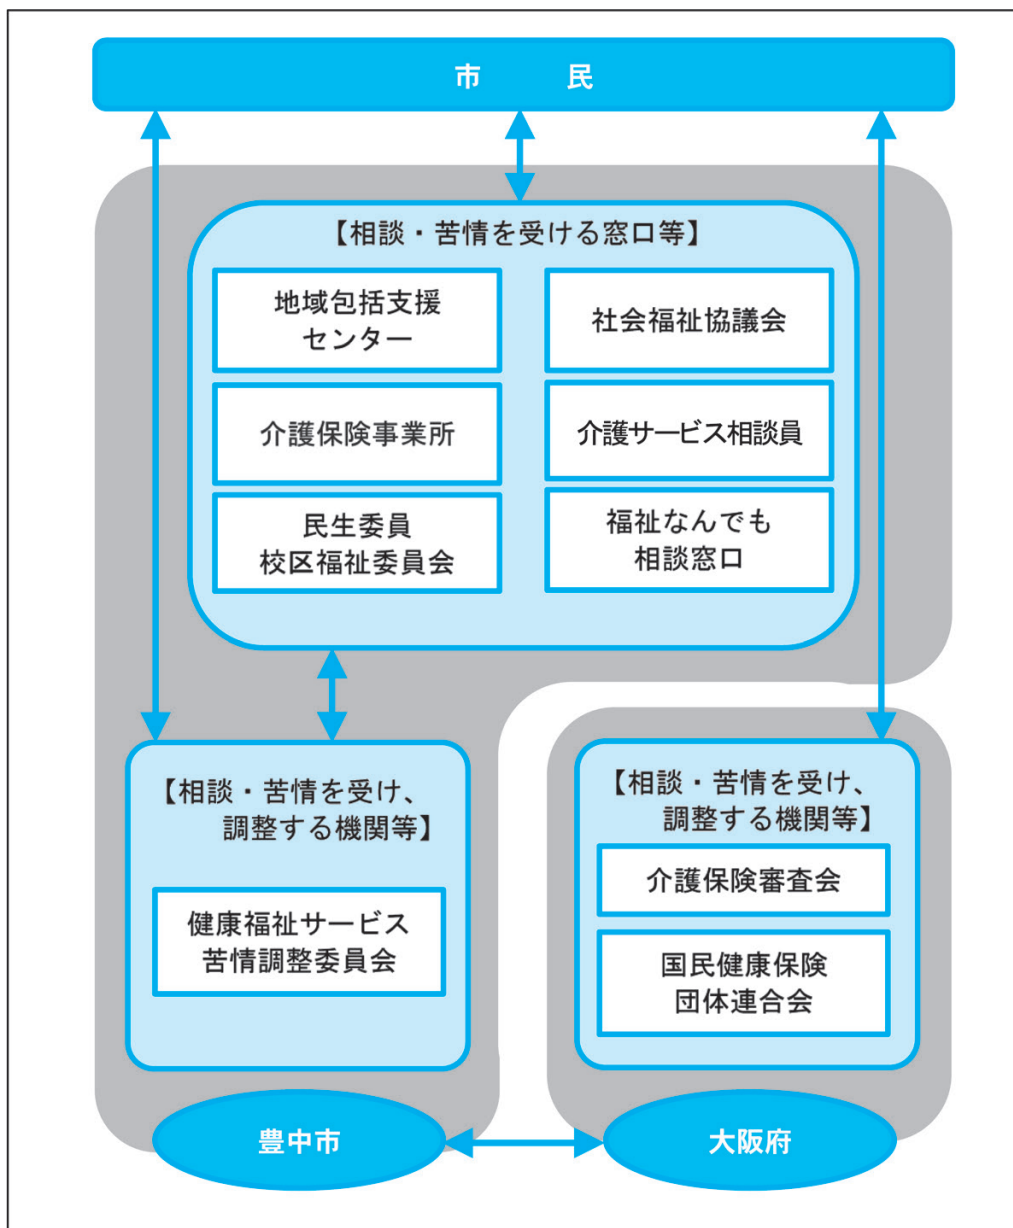 市　民
【相談・苦情を受ける窓口等】
地域包括支援
センター
社会福祉協議会
介護保険事業所
介護サービス相談員
民生委員
校区福祉委員会
福祉なんでも
相談窓口
【相談・苦情を受け、
調整する機関等】
健康福祉サービス
苦情調整委員会
【相談・苦情を受け、
調整する機関等】
介護保険審査会
国民健康保険
団体連合会
豊中市
大阪府